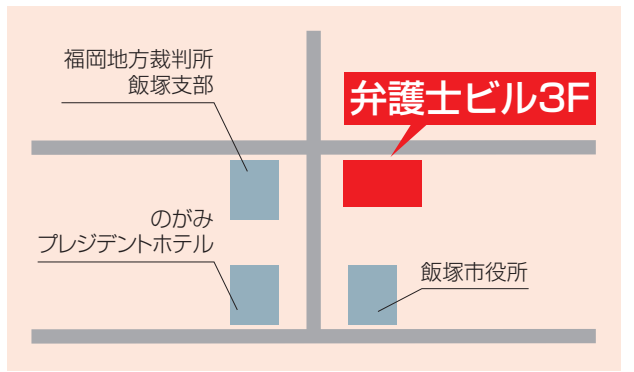 福岡地方裁判所
飯塚支部
弁護士ビル3F
のがみ
プレジデントホテル
飯塚市役所